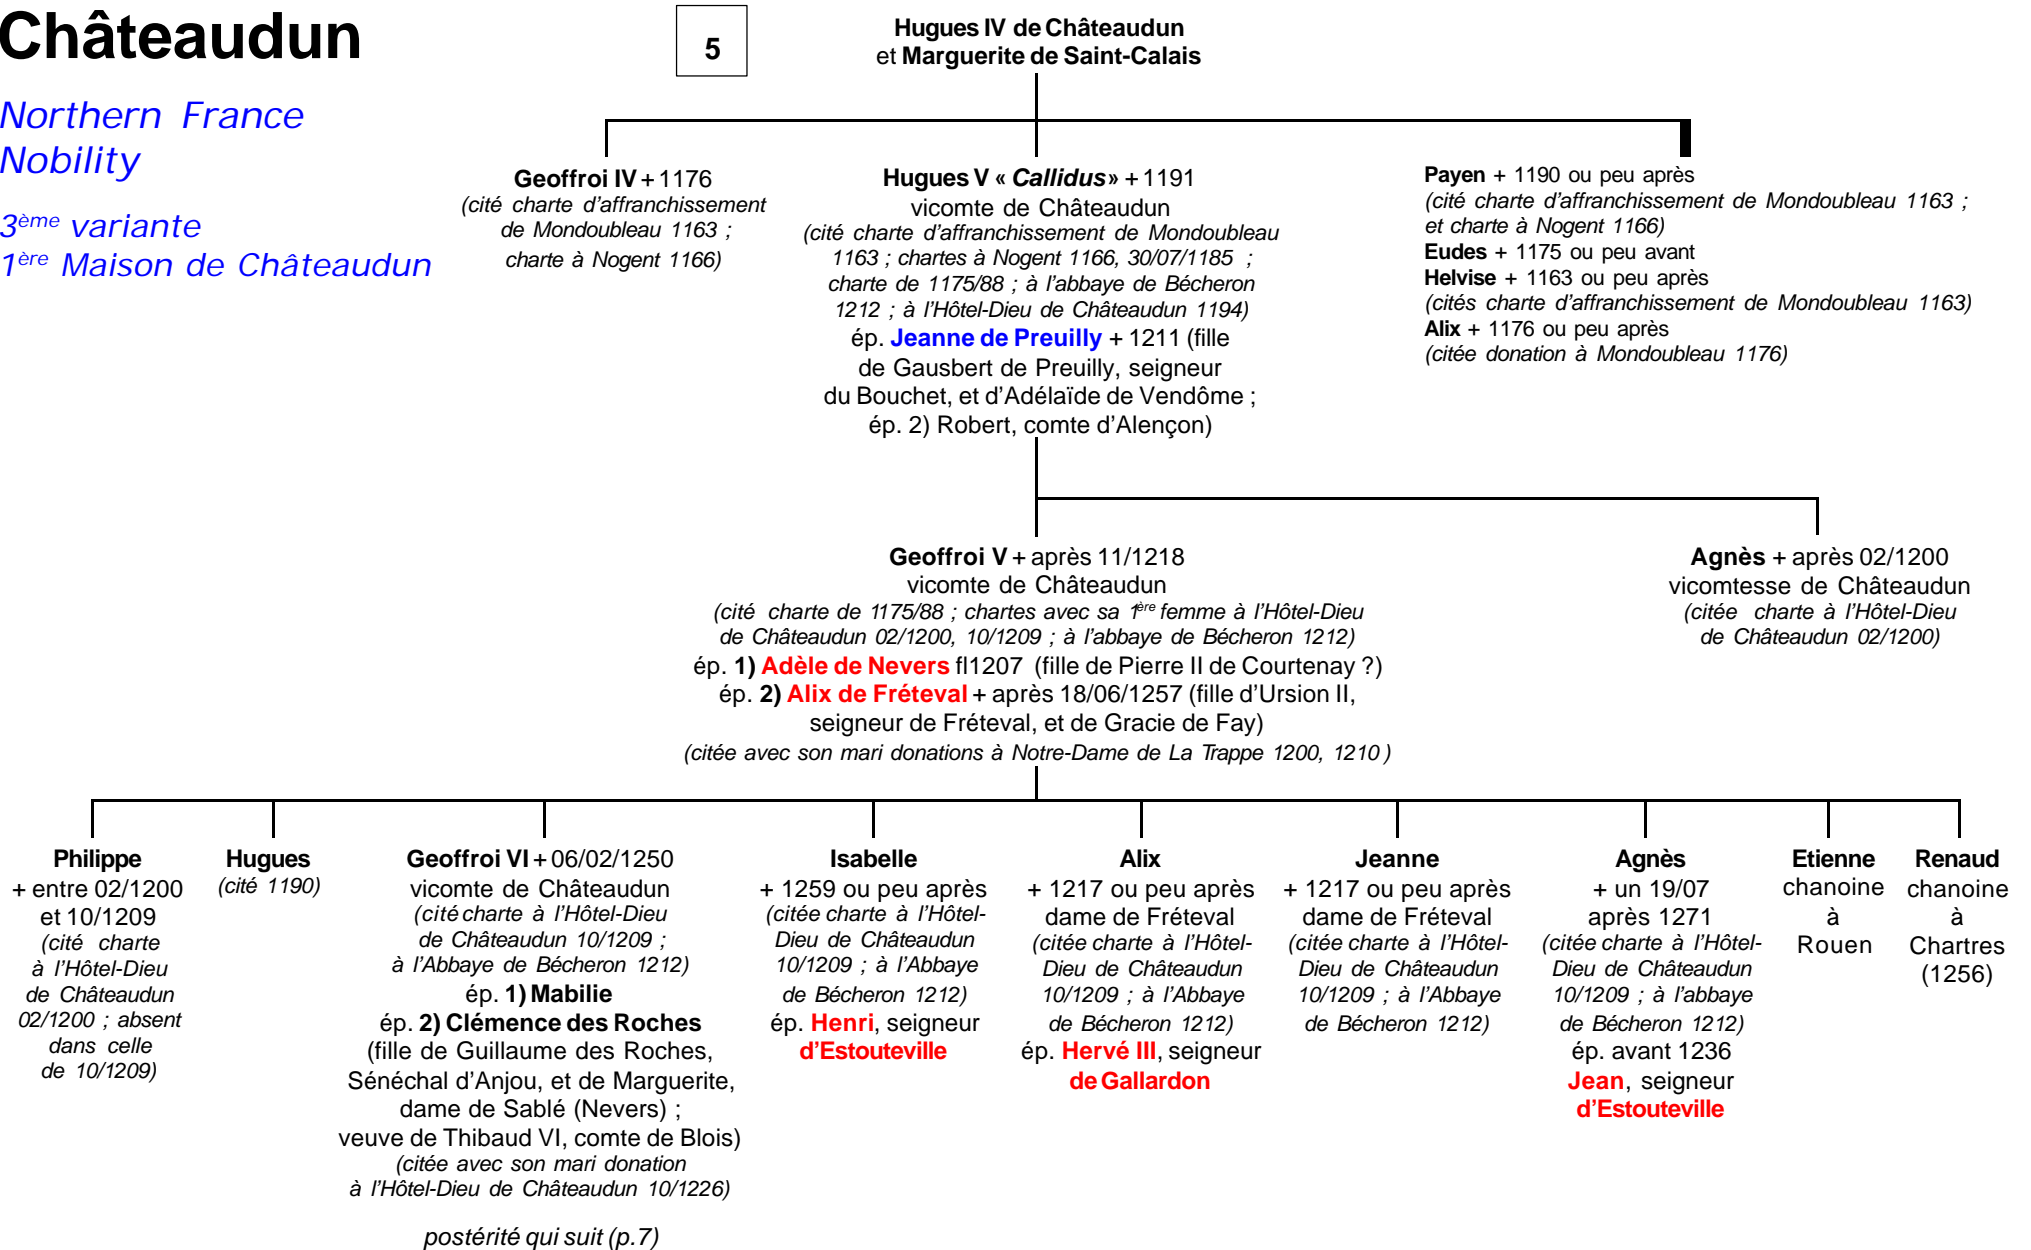 Châteaudun
5
Northern France
Nobility
3ème variante
1ère Maison de Châteaudun
Hugues IV de Châteaudun
et Marguerite de Saint-Calais
Geoffroi IV + 1176
(cité charte d'affranchissement
de Mondoubleau 1163 ;
charte à Nogent 1166)
Hugues V « Callidus» + 1191
vicomte de Châteaudun
(cité charte d'affranchissement de Mondoubleau
1163 ; chartes à Nogent 1166, 30/07/1185 ;
charte de 1175/88 ; à l'abbaye de Bécheron
1212 ; à l'Hôtel-Dieu de Châteaudun 1194)
ép. Jeanne de Preuilly + 1211 (fille
de Gausbert de Preuilly, seigneur
du Bouchet, et d'Adélaïde de Vendôme ;
ép. 2) Robert, comte d'Alençon)
Payen + 1190 ou peu après
(cité charte d'affranchissement de Mondoubleau 1163 ;
et charte à Nogent 1166)
Eudes + 1175 ou peu avant
Helvise + 1163 ou peu après
(cités charte d'affranchissement de Mondoubleau 1163)
Alix + 1176 ou peu après
(citée donation à Mondoubleau 1176)
Geoffroi V + après 11/1218
vicomte de Châteaudun
(cité charte de 1175/88 ; chartes avec sa 1ère femme à l'Hôtel-Dieu
de Châteaudun 02/1200, 10/1209 ; à l'abbaye de Bécheron 1212)
ép. 1) Adèle de Nevers fl1207 (fille de Pierre II de Courtenay ?)
ép. 2) Alix de Fréteval + après 18/06/1257 (fille d'Ursion II,
seigneur de Fréteval, et de Gracie de Fay)
(citée avec son mari donations à Notre-Dame de La Trappe 1200, 1210 )
Agnès + après 02/1200
vicomtesse de Châteaudun
(citée charte à l'Hôtel-Dieu
de Châteaudun 02/1200)
Philippe
+ entre 02/1200
et 10/1209
(cité charte
à l'Hôtel-Dieu
de Châteaudun
02/1200 ; absent
dans celle
de 10/1209)
Hugues
(cité 1190)
Geoffroi VI + 06/02/1250
vicomte de Châteaudun
(cité charte à l'Hôtel-Dieu
de Châteaudun 10/1209 ;
à l'Abbaye de Bécheron 1212)
ép. 1) Mabilie
ép. 2) Clémence des Roches
(fille de Guillaume des Roches,
Sénéchal d'Anjou, et de Marguerite,
dame de Sablé (Nevers) ;
veuve de Thibaud VI, comte de Blois)
(citée avec son mari donation
à l'Hôtel-Dieu de Châteaudun 10/1226)
postérité qui suit (p.7)
Isabelle
+ 1259 ou peu après
(citée charte à l'Hôtel-
Dieu de Châteaudun
10/1209 ; à l'Abbaye
de Bécheron 1212)
ép. Henri, seigneur
d'Estouteville
Alix
+ 1217 ou peu après
dame de Fréteval
(citée charte à l'Hôtel-
Dieu de Châteaudun
10/1209 ; à l'Abbaye
de Bécheron 1212)
ép. Hervé III, seigneur
de Gallardon
Jeanne
+ 1217 ou peu après
dame de Fréteval
(citée charte à l'Hôtel-
Dieu de Châteaudun
10/1209 ; à l'Abbaye
de Bécheron 1212)
Agnès
+ un 19/07
après 1271
(citée charte à l'Hôtel-
Dieu de Châteaudun
10/1209 ; à l'abbaye
de Bécheron 1212)
ép. avant 1236
Jean, seigneur
d'Estouteville
Etienne
chanoine
à
Rouen
Renaud
chanoine
à
Chartres
(1256)